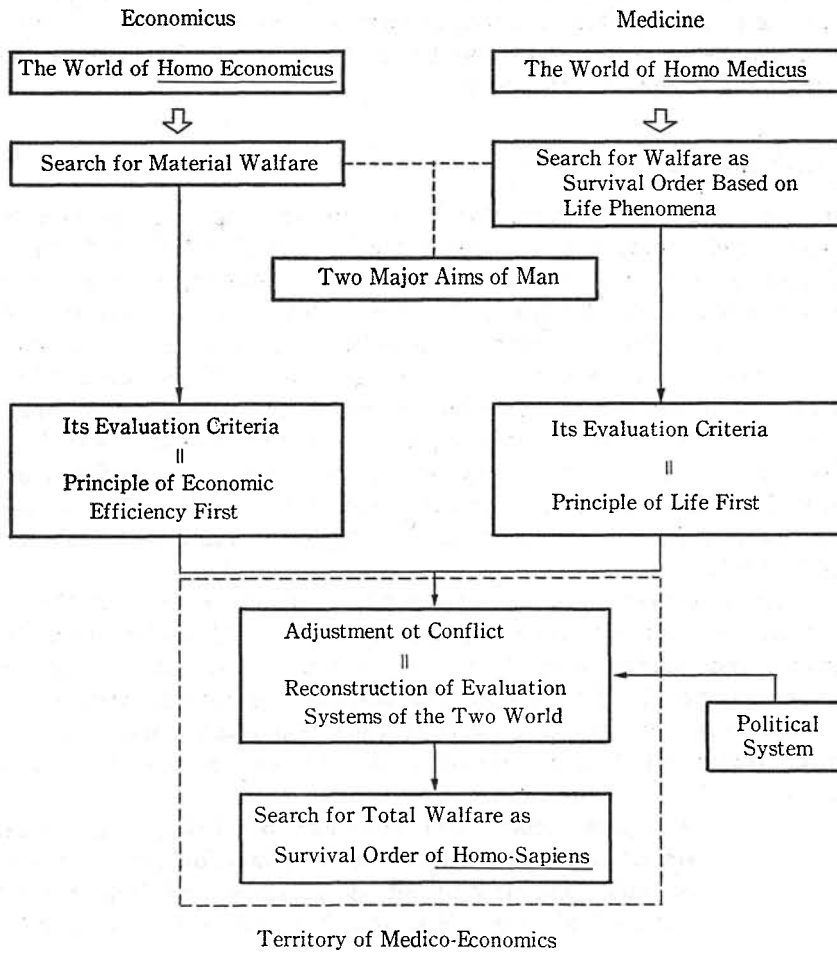 Economicus
Medicine
The World of Homo Economicus
The World of Homo Medicus
Search for Material Walfare
Search for Walfare as
Survival Order Based on
Life Phenomena
Two Major Aims of Man
Its Evaluation Criteria
=
Principle of Economic
Efficiency First
Its Evaluation Criteria
=
Principle of Life First
Adjustment ot Conflict
=
Reconstruction of Evaluation
Systems of the Two World
Political
System
Search for Total Walfare as
Survival Order of Homo-Sapiens
Territory of Medico-Economics